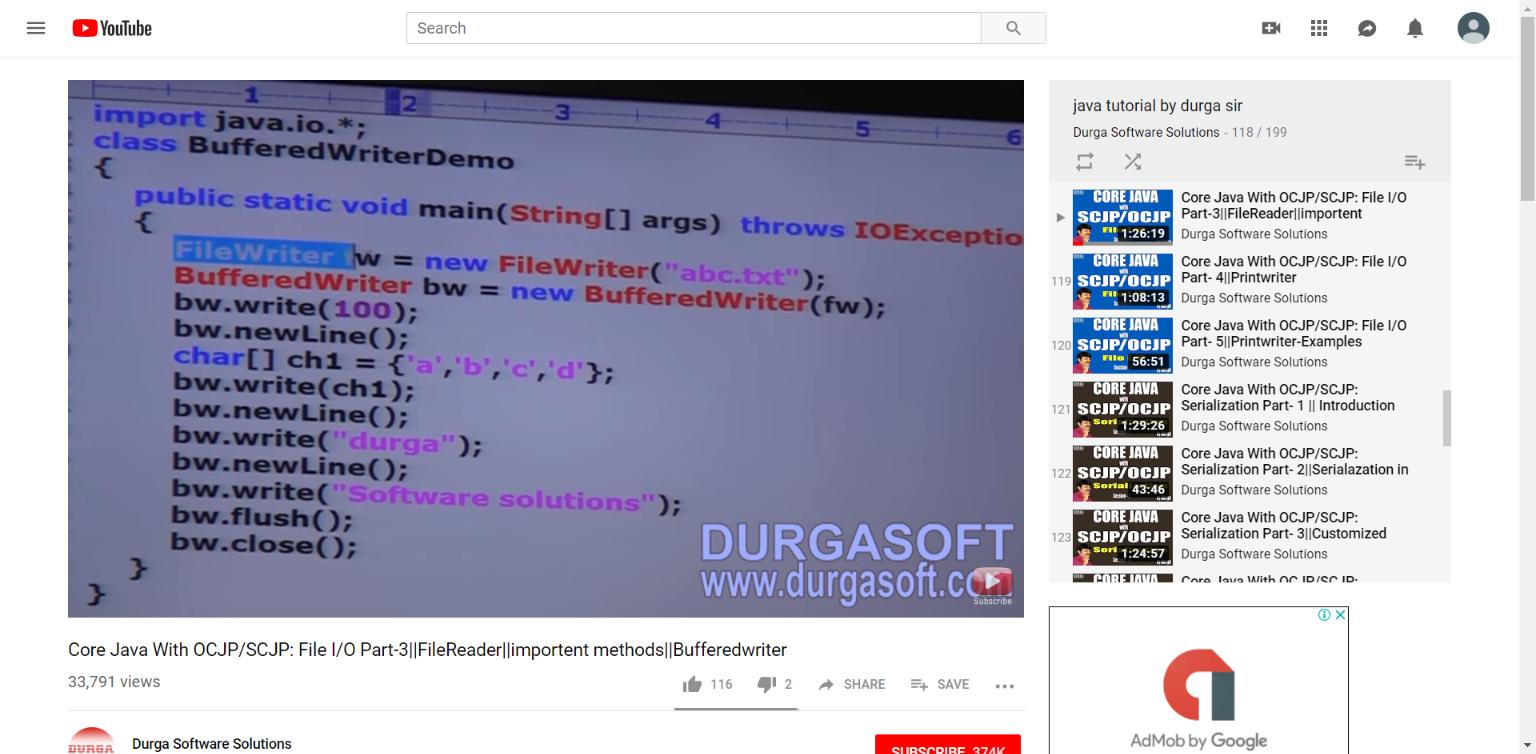 YouTube
Search
1 2 3 4 5 6
import java.io.*;
class BufferedWriterDemo
{
public static void main(String[] args) throws IOExceptio
{
FileWriter fw = new FileWriter("abc.txt");
BufferedWriter bw = new BufferedWriter(fw);
bw.write(100);
bw.newLine();
char[] ch1 = {'a','b','c','d'};
bw.write(ch1);
bw.newLine();
bw.write("durga");
bw.newLine();
bw.write("Software solutions");
bw.flush();
bw.close();
}
}
DURGASOFT
www.durgasoft.com
Subscribe
Core Java With OCJP/SCJP: File I/O Part-3||FileReader||importent methods||Bufferedwriter
33,791 views
116 2 SHARE SAVE
DURGA
Durga Software Solutions
SUBSCRIBE 374K
java tutorial by durga sir
Durga Software Solutions - 118 / 199
CORE JAVA
with
SCJP/OCJP
1:26:19
Core Java With OCJP/SCJP: File I/O
Part-3||FileReader||importent
Durga Software Solutions
119
CORE JAVA
with
SCJP/OCJP
1:08:13
Core Java With OCJP/SCJP: File I/O
Part- 4||Printwriter
Durga Software Solutions
120
CORE JAVA
with
SCJP/OCJP
File
56:51
Core Java With OCJP/SCJP: File I/O
Part- 5||Printwriter-Examples
Durga Software Solutions
121
CORE JAVA
with
SCJP/OCJP
1:29:26
Core Java With OCJP/SCJP:
Serialization Part- 1 || Introduction
Durga Software Solutions
122
CORE JAVA
with
SCJP/OCJP
43:46
Core Java With OCJP/SCJP:
Serialization Part- 2||Serialazation in
Durga Software Solutions
123
CORE JAVA
with
SCJP/OCJP
1:24:57
Core Java With OCJP/SCJP:
Serialization Part- 3||Customized
Durga Software Solutions
CORE JAVA
Core Java With OCJP/SCJP:
AdMob by Google